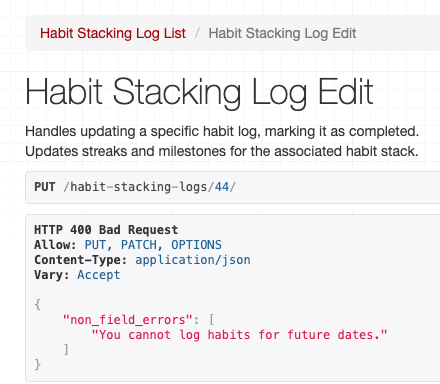 Habit Stacking Log List / Habit Stacking Log Edit
Habit Stacking Log Edit
Handles updating a specific habit log, marking it as completed.
Updates streaks and milestones for the associated habit stack.
PUT /habit-stacking-logs/44/
HTTP 400 Bad Request
Allow: PUT, PATCH, OPTIONS
Content-Type: application/json
Vary: Accept
{
"non_field_errors": [
"You cannot log habits for future dates."
]
}